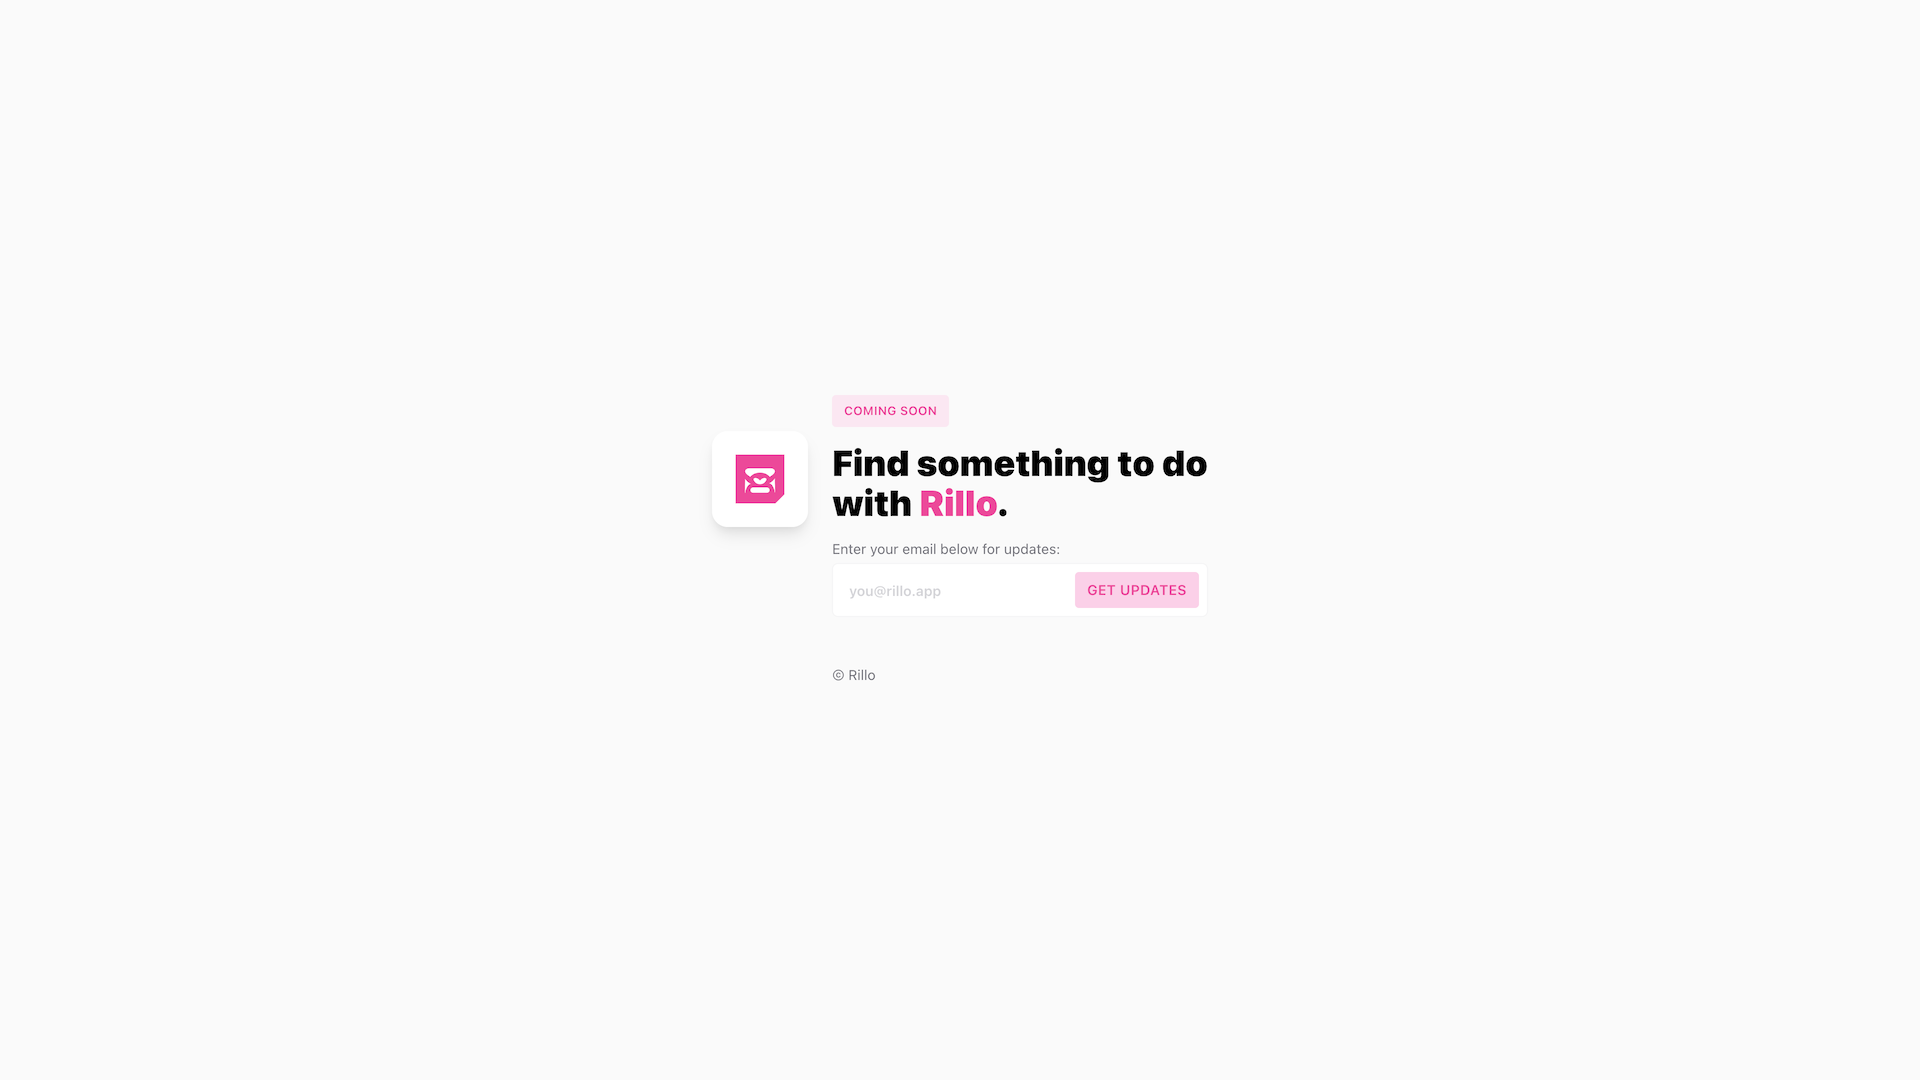 COMING SOON
Find something to do
with Rillo.
Enter your email below for updates:
you@rillo.app
GET UPDATES
© Rillo